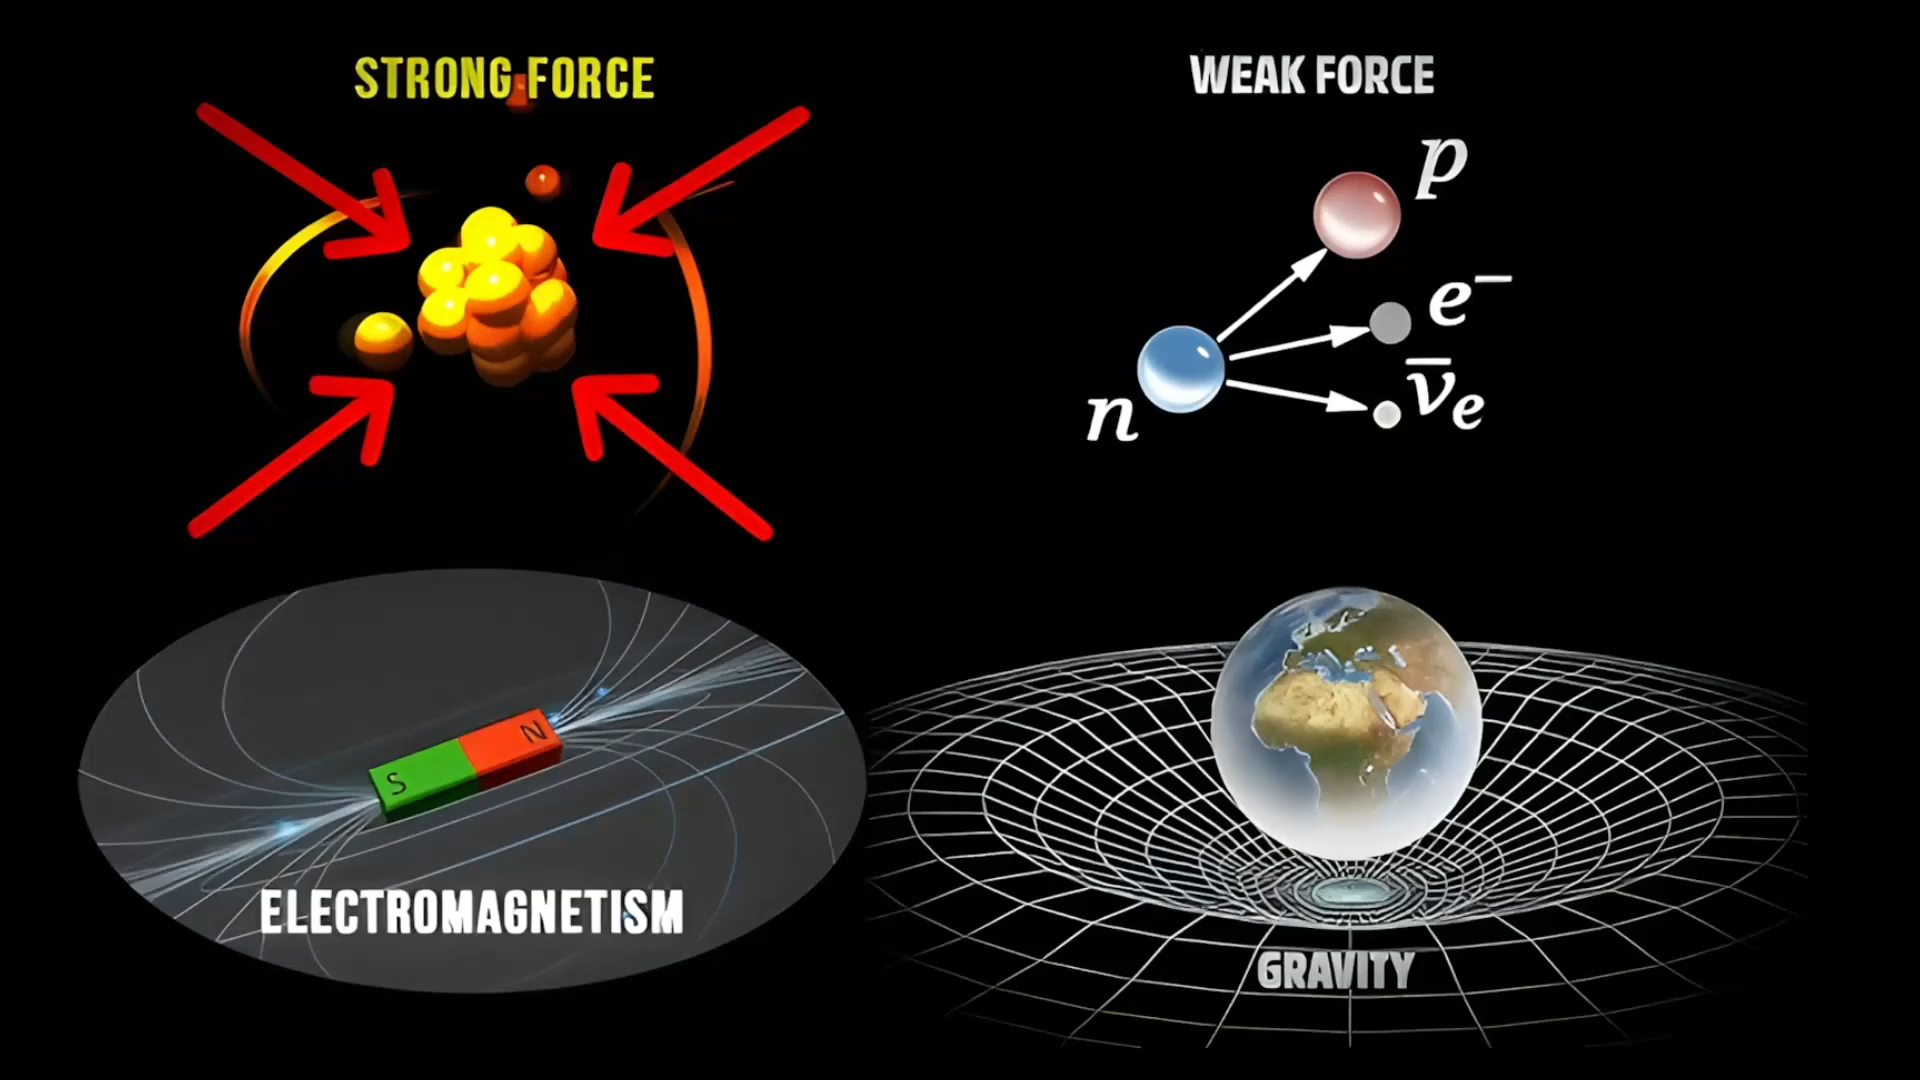 STRONG FORCE
WEAK FORCE
p
e⁻
n
ν̄ₑ
N
S
ELECTROMAGNETISM
GRAVITY